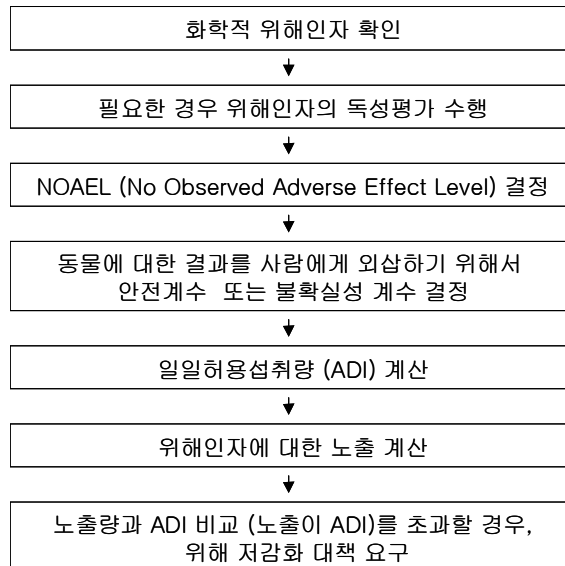 화학적 위해인자 확인
필요한 경우 위해인자의 독성평가 수행
NOAEL (No Observed Adverse Effect Level) 결정
동물에 대한 결과를 사람에게 외삽하기 위해서
안전계수 또는 불확실성 계수 결정
일일허용섭취량 (ADI) 계산
위해인자에 대한 노출 계산
노출량과 ADI 비교 (노출이 ADI)를 초과할 경우,
위해 저감화 대책 요구